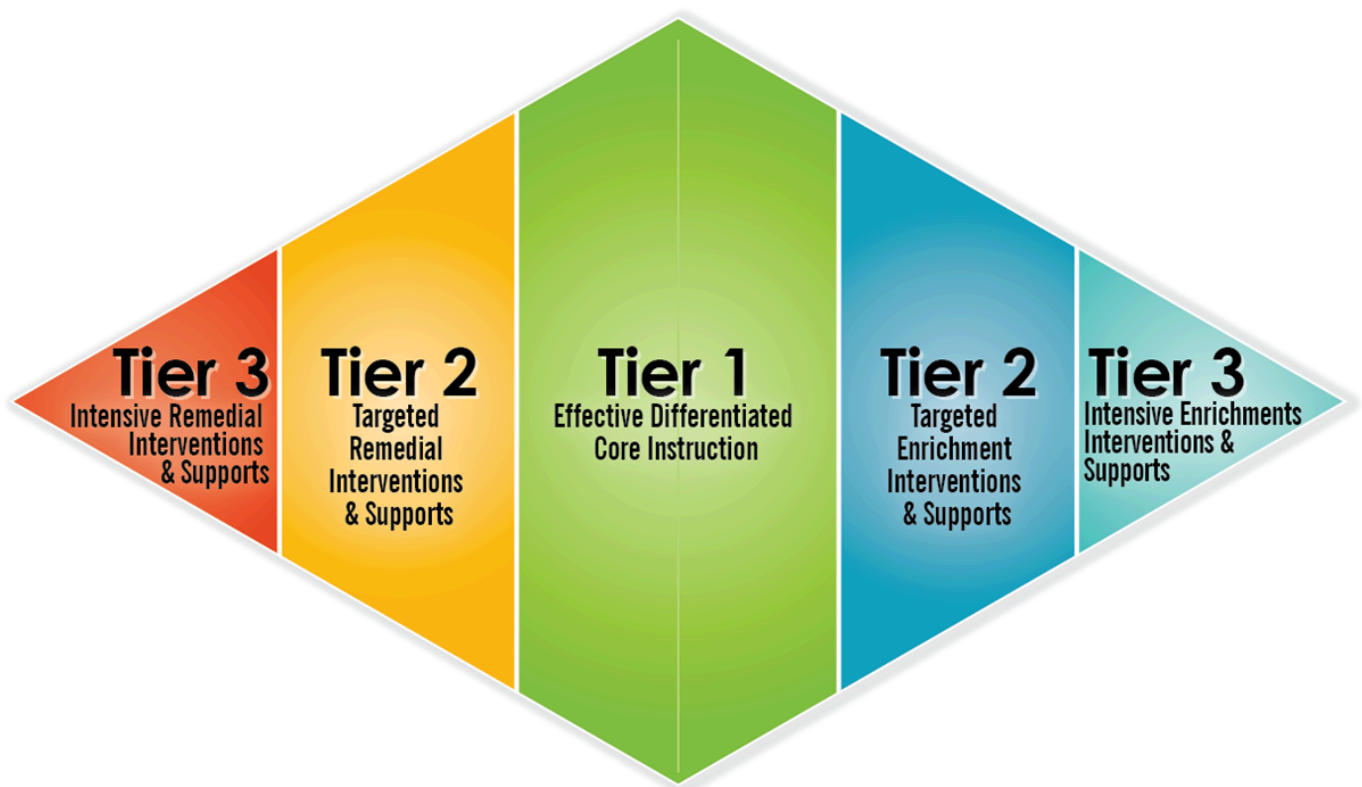 Tier 3
Intensive Remedial
Interventions
& Supports
Tier 2
Targeted
Remedial
Interventions
& Supports
Tier 1
Effective Differentiated
Core Instruction
Tier 2
Targeted
Enrichment
Interventions
& Supports
Tier 3
Intensive Enrichments
Interventions &
Supports